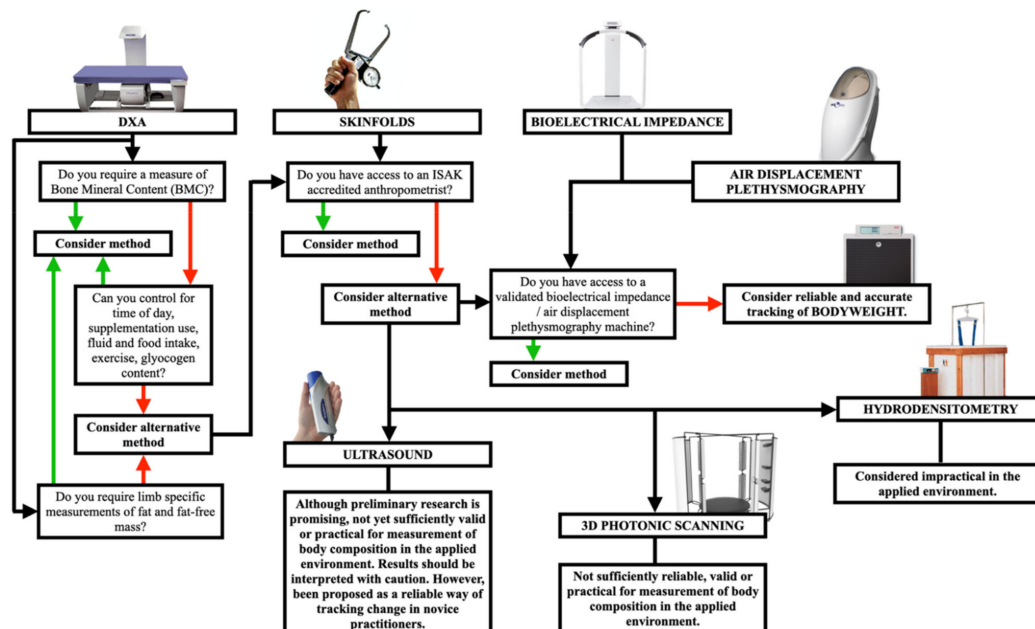 DXA
Do you require a measure of
Bone Mineral Content (BMC)?
Consider method
Can you control for
time of day,
supplementation use,
fluid and food intake,
exercise, glyocogen
content?
Consider alternative
method
Do you require limb specific
measurements of fat and fat-free
mass?
SKINFOLDS
Do you have access to an ISAK
accredited anthropometrist?
Consider method
Consider alternative
method
BIOELECTRICAL IMPEDANCE
AIR DISPLACEMENT
PLETHYSMOGRAPHY
Do you have access to a
validated bioelectrical impedance
/ air displacement
plethysmography machine?
Consider method
Consider reliable and accurate
tracking of BODYWEIGHT.
ULTRASOUND
Although preliminary research is
promising, not yet sufficiently valid
or practical for measurement of
body composition in the applied
environment. Results should be
interpreted with caution. However,
been proposed as a reliable way of
tracking change in novice
practitioners.
3D PHOTONIC SCANNING
Not sufficiently reliable, valid or
practical for measurement of body
composition in the applied
environment.
HYDRODENSITOMETRY
Considered impractical in the
applied environment.